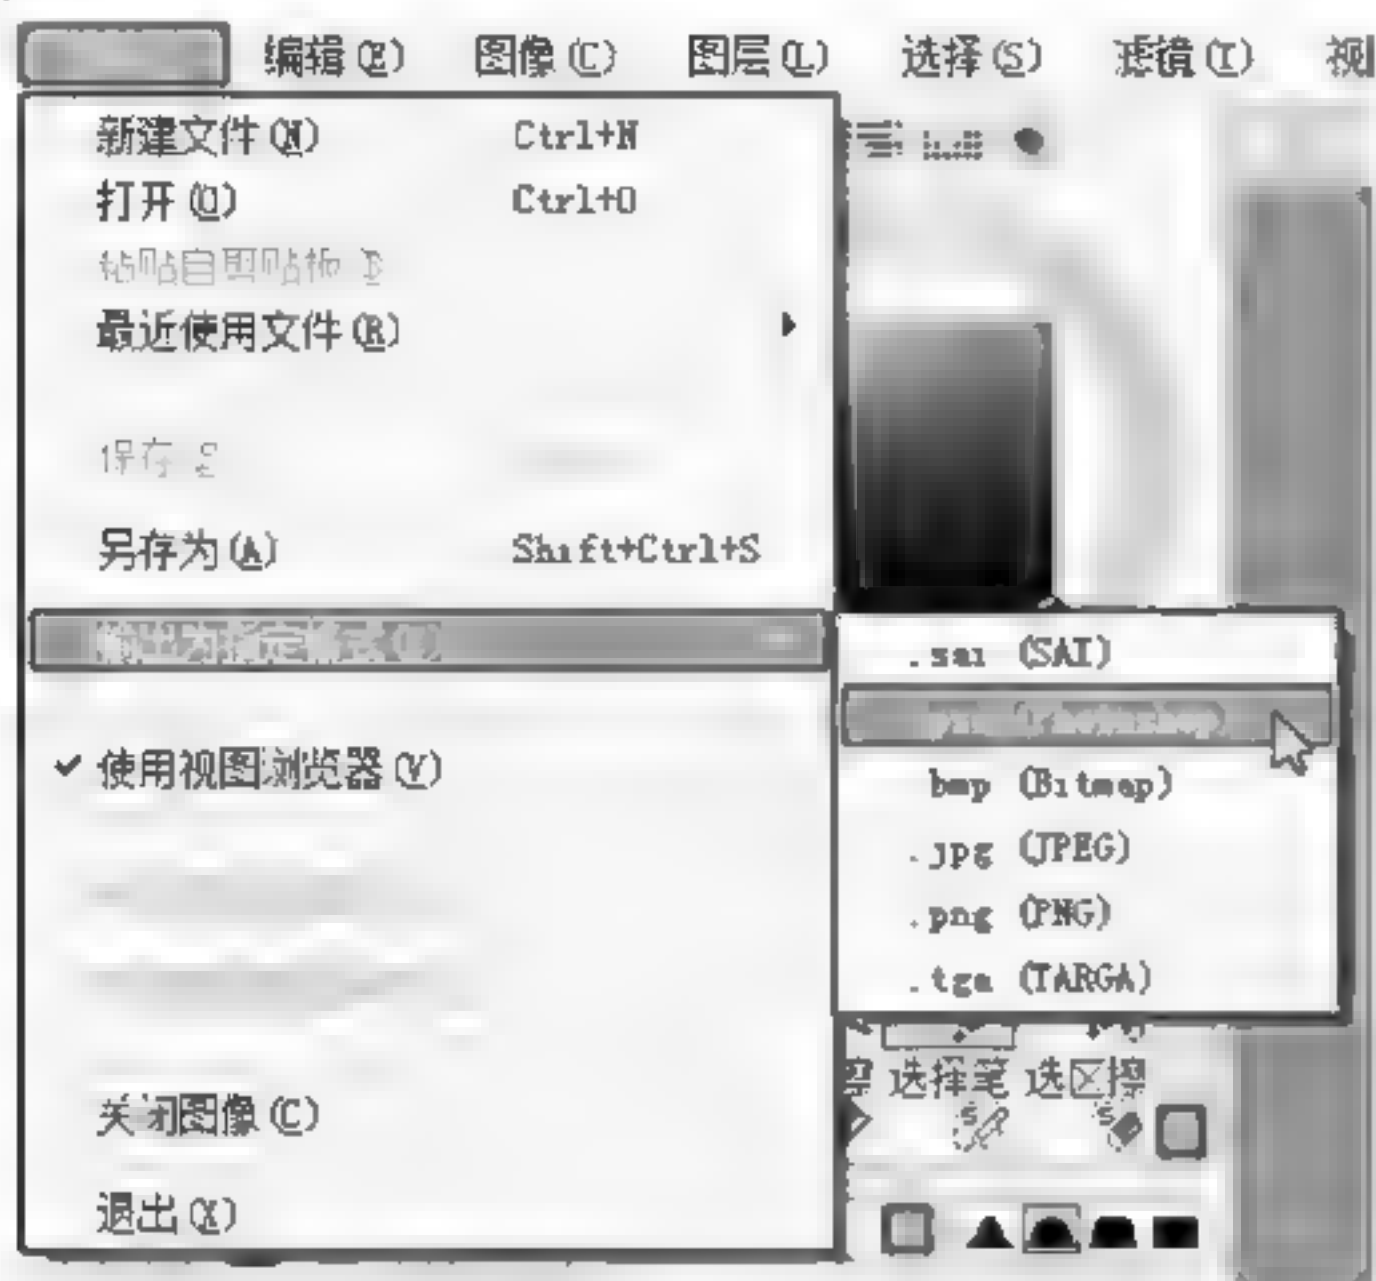 编辑(E) 图像(C) 图层(L) 选择(S) 滤镜(T) 视
新建文件(N) Ctrl+N
打开(O) Ctrl+O
最近使用文件(R)
保存 S
另存为(A) Shift+Ctrl+S
.sai (SAI)
使用视图浏览器(V)
bmp (Bitmap)
.jpg (JPEG)
.png (PNG)
.tga (TARGA)
选择笔 选区擦
关闭图像(C)
退出(X)